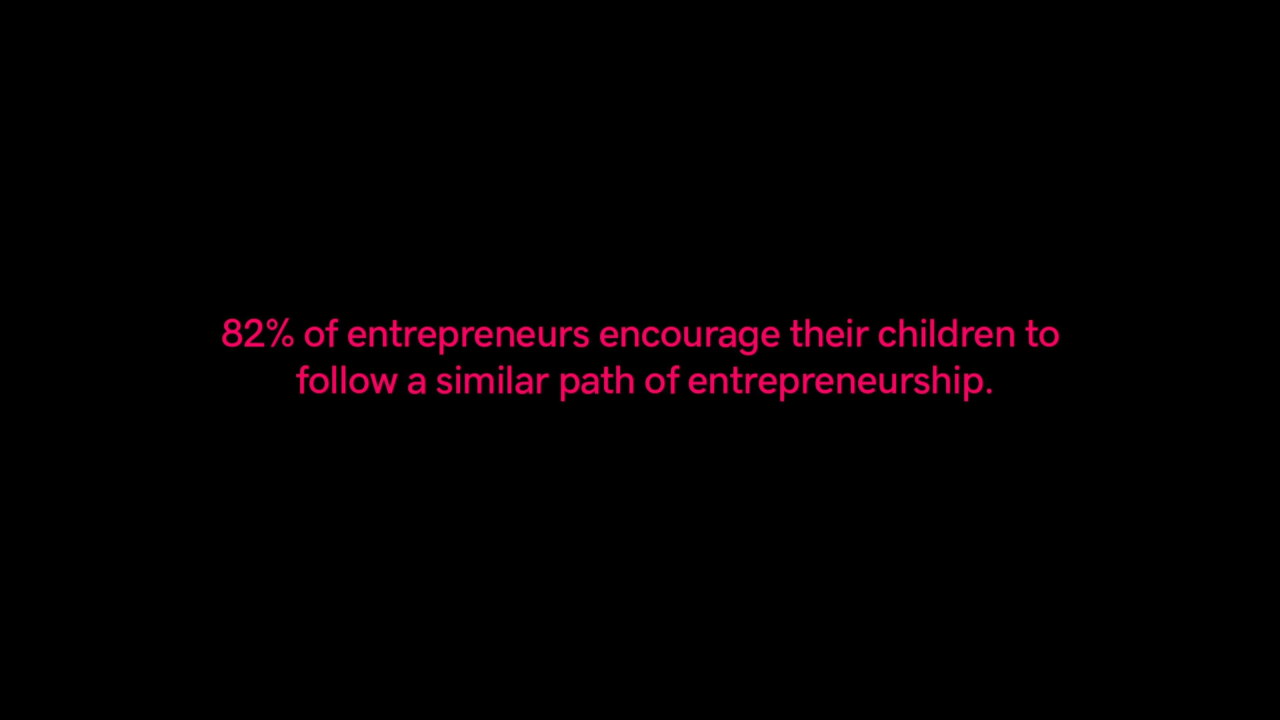 82% of entrepreneurs encourage their children to
follow a similar path of entrepreneurship.